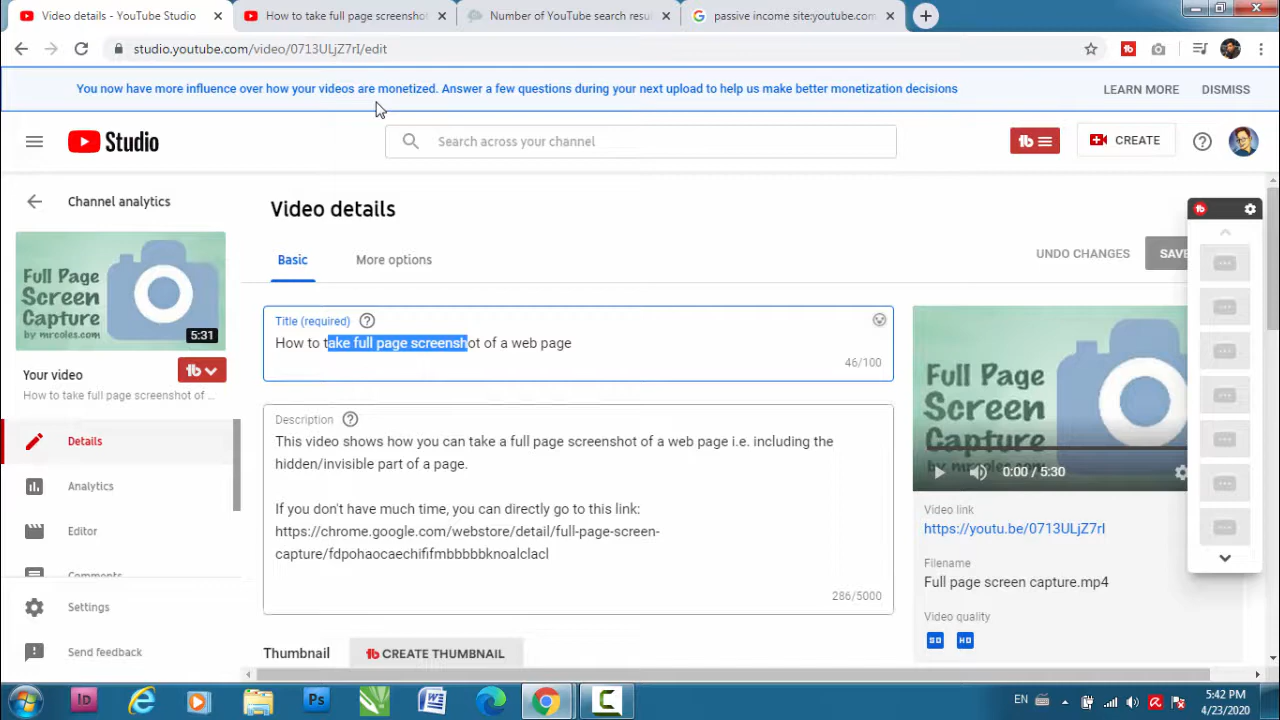 Details - YouTube Studio
How to take full page screenshot
Number of YouTube search resu
passive income site:youtube.com
studio.youtube.com/video/0713ULjZ7rI/edit
You now have more influence over how your videos are monetized. Answer a few questions during your next upload to help us make better monetization decisions
LEARN MORE
DISMISS
Studio
Search across your channel
CREATE
Channel analytics
Full Page
Screen
Capture
by mrcoles.com
5:31
Your video
How to take full page screenshot of ...
Details
Analytics
Editor
Comments
Settings
Send feedback
Video details
Basic
More options
UNDO CHANGES
SAVE
Title (required)
How to take full page screenshot of a web page
46/100
Description
This video shows how you can take a full page screenshot of a web page i.e. including the
hidden/invisible part of a page.
If you don't have much time, you can directly go to this link:
https://chrome.google.com/webstore/detail/full-page-screen-
capture/fdpohaocaechififmbbbbbknoalclacl
286/5000
Thumbnail
CREATE THUMBNAIL
Full Page
Screen
Capture
by mrcoles.com
0:00 / 5:30
Video link
https://youtu.be/0713ULjZ7rI
Filename
Full page screen capture.mp4
Video quality
SD
HD
EN
5:42 PM
4/23/2020